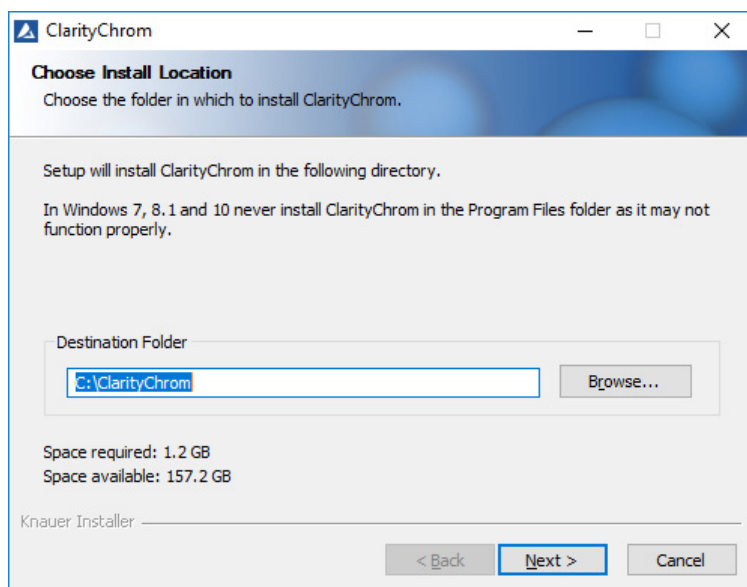 ClarityChrom
Choose Install Location
Choose the folder in which to install ClarityChrom.
Setup will install ClarityChrom in the following directory.
In Windows 7, 8.1 and 10 never install ClarityChrom in the Program Files folder as it may not
function properly.
Destination Folder
C:\ClarityChrom
Browse...
Space required: 1.2 GB
Space available: 157.2 GB
Knauer Installer
< Back
Next >
Cancel